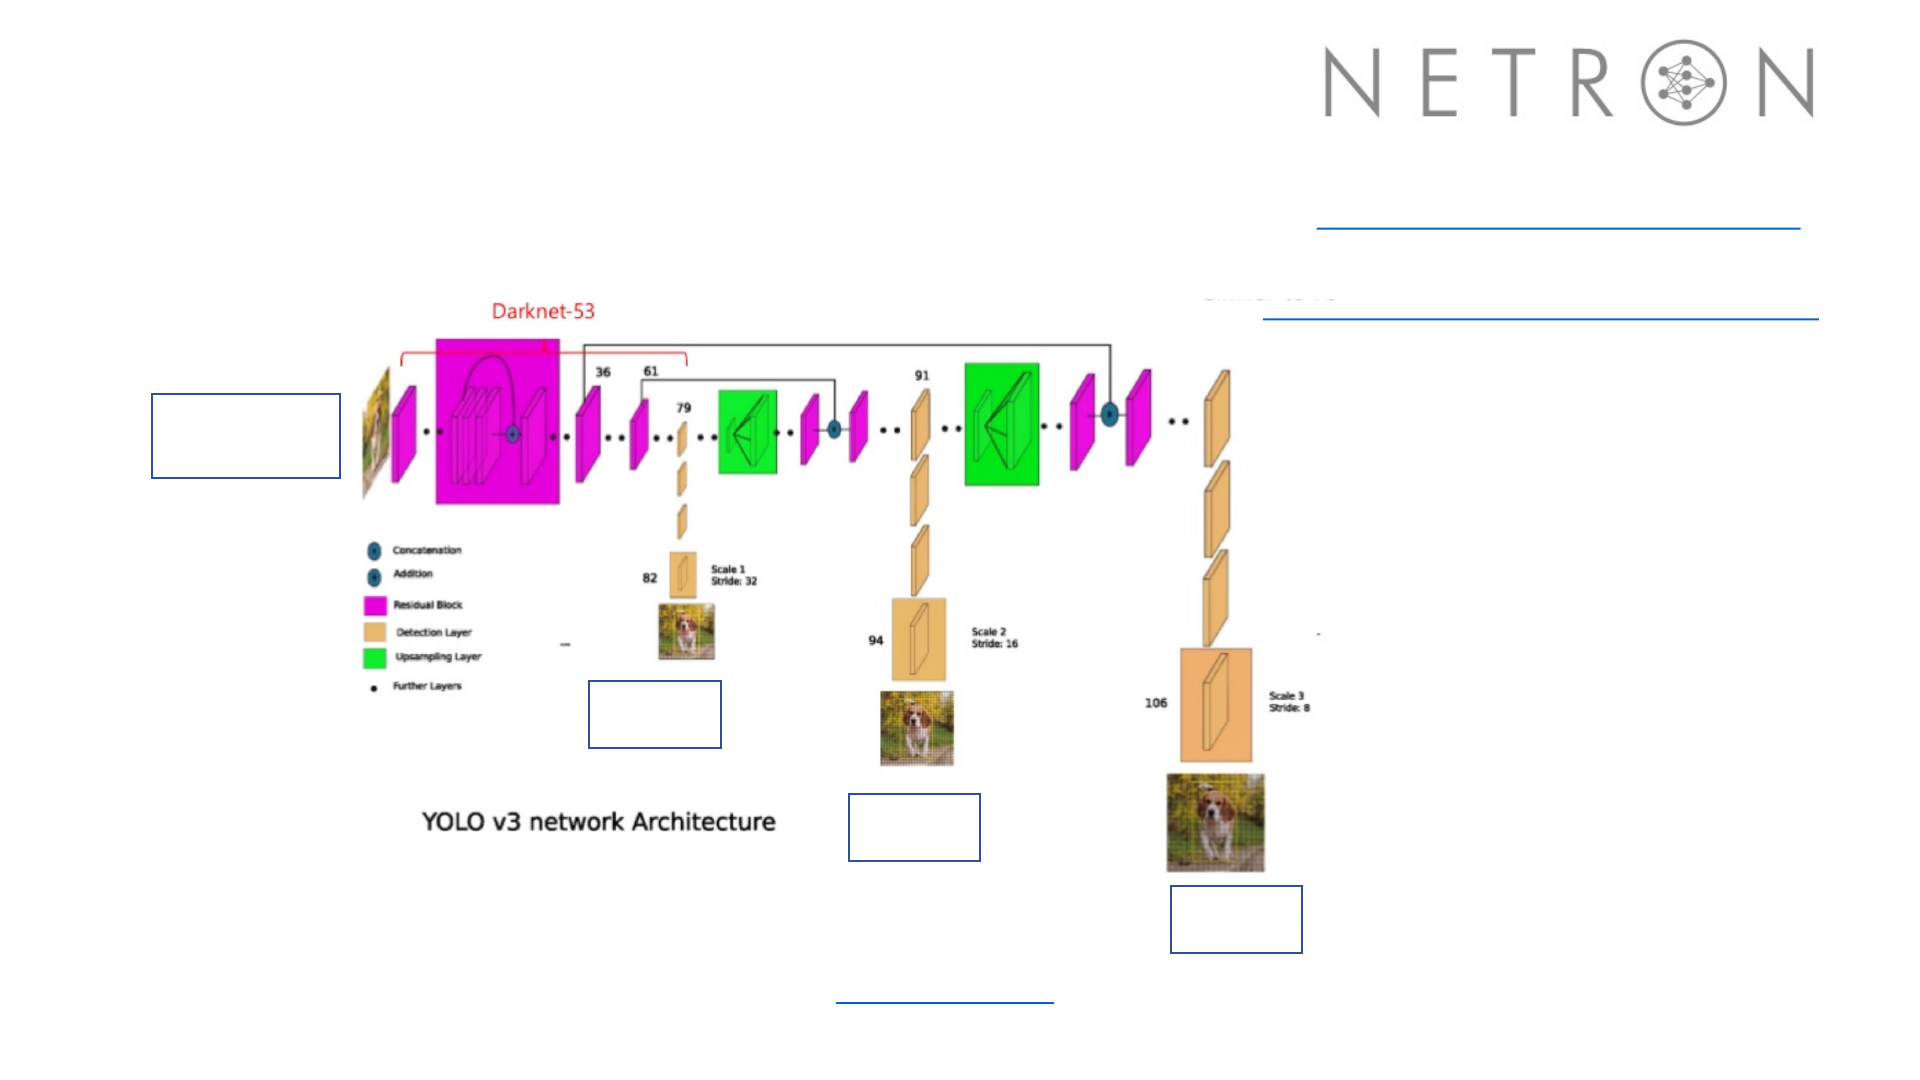 NETRON
Darknet-53
36
61
91
79
Concatenation
Addition
Residual Block
Detection Layer
Upsampling Layer
Further Layers
82
Scale 1
Stride: 32
94
Scale 2
Stride: 16
106
Scale 3
Stride: 8
YOLO v3 network Architecture